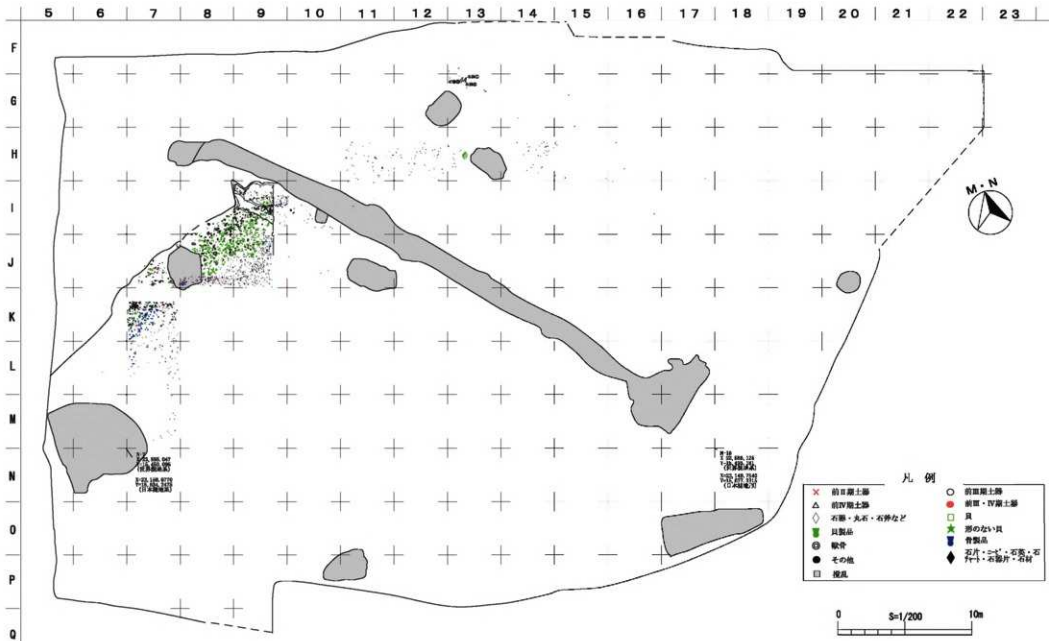 5 6 7 8 9 10 11 12 13 14 15 16 17 18 19 20 21 22 23
F
G
H
I
J
K
L
M
N
O
P
Q
M・N
凡例
前Ⅱ期土器
前Ⅲ期土器
前Ⅳ期土器
前Ⅲ・Ⅳ期土器
石器・丸石・石斧など
貝
貝製品
形のない貝
獣骨
骨製品
その他
撹乱
0 S=1/200 10m